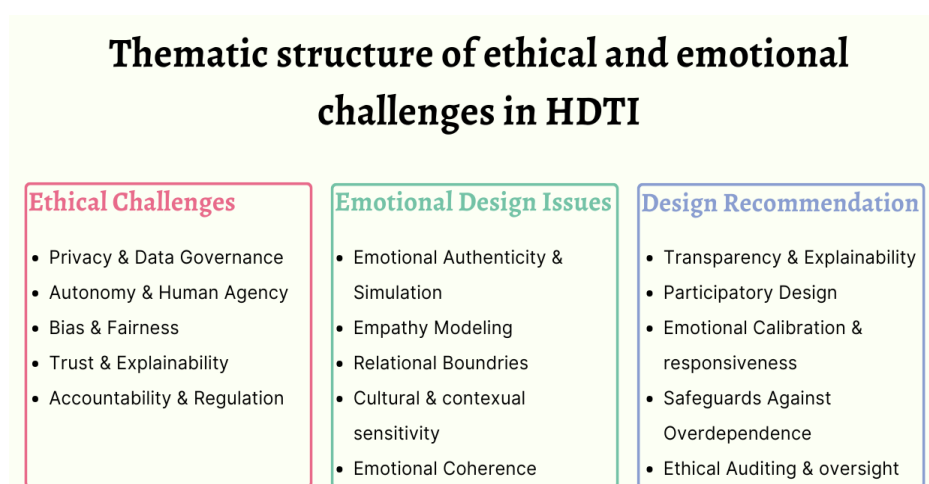 Thematic structure of ethical and emotional
challenges in HDTI
Ethical Challenges
• Privacy & Data Governance
• Autonomy & Human Agency
• Bias & Fairness
• Trust & Explainability
• Accountability & Regulation
Emotional Design Issues
• Emotional Authenticity &
Simulation
• Empathy Modeling
• Relational Boundries
• Cultural & contexual
sensitivity
• Emotional Coherence
Design Recommendation
• Transparency & Explainability
• Participatory Design
• Emotional Calibration &
responsiveness
• Safeguards Against
Overdependence
• Ethical Auditing & oversight